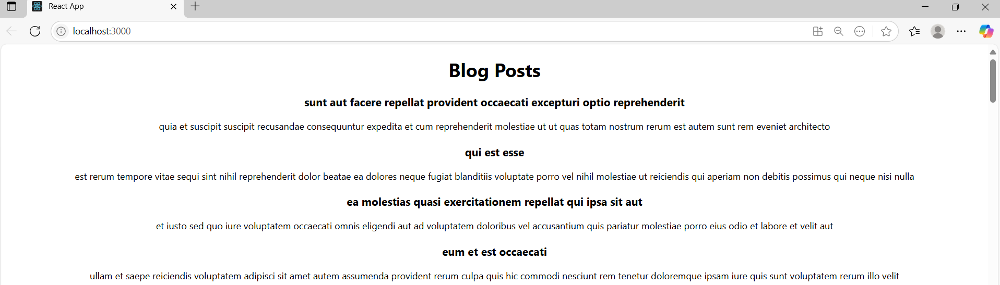 React App
localhost:3000
Blog Posts
sunt aut facere repellat provident occaecati excepturi optio reprehenderit
quia et suscipit suscipit recusandae consequuntur expedita et cum reprehenderit molestiae ut ut quas totam nostrum rerum est autem sunt rem eveniet architecto
qui est esse
est rerum tempore vitae sequi sint nihil reprehenderit dolor beatae ea dolores neque fugiat blanditiis voluptate porro vel nihil molestiae ut reiciendis qui aperiam non debitis possimus qui neque nisi nulla
ea molestias quasi exercitationem repellat qui ipsa sit aut
et iusto sed quo iure voluptatem occaecati omnis eligendi aut ad voluptatem doloribus vel accusantium quis pariatur molestiae porro eius odio et labore et velit aut
eum et est occaecati
ullam et saepe reiciendis voluptatem adipisci sit amet autem assumenda provident rerum culpa quis hic commodi nesciunt rem tenetur doloremque ipsam iure quis sunt voluptatem rerum illo velit